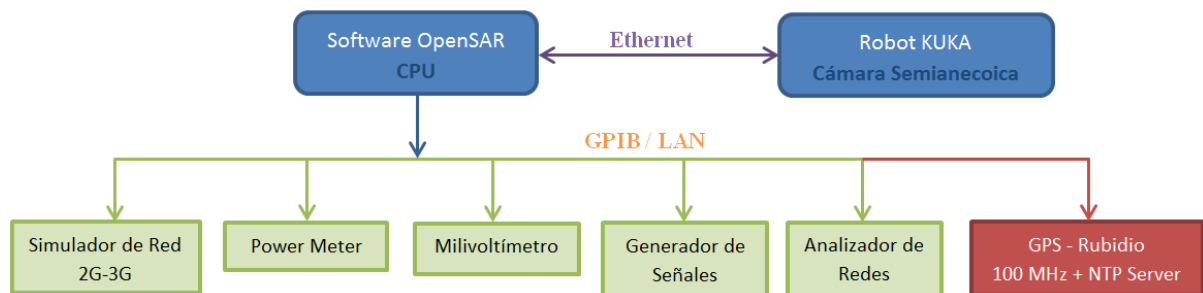 Software OpenSAR
CPU
Ethernet
Robot KUKA
Cámara Semianecoica
GPIB / LAN
Simulador de Red
2G-3G
Power Meter
Milivoltímetro
Generador de
Señales
Analizador de
Redes
GPS - Rubidio
100 MHz + NTP Server